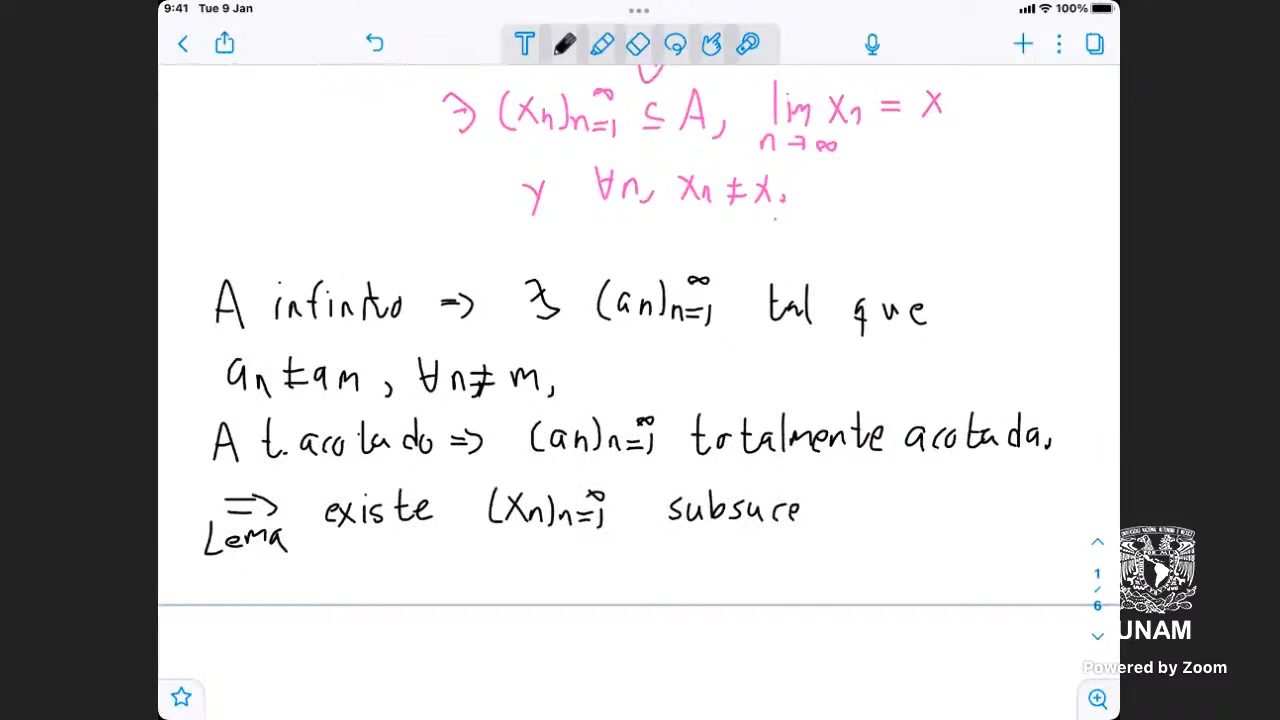 9:41 Tue 9 Jan 100%
∃ (xn)n=1^∞ ⊆ A, lim n→∞ xn = x
y ∀n, xn ≠ x,
A infinito => ∃ (an)n=1^∞ tal que
an ≠ am, ∀n ≠ m,
A t. acotado => (an)n=1^∞ totalmente acotada,
=> Lema existe (xn)n=1^∞ subsuce
1
/
6
UNAM
Powered by Zoom